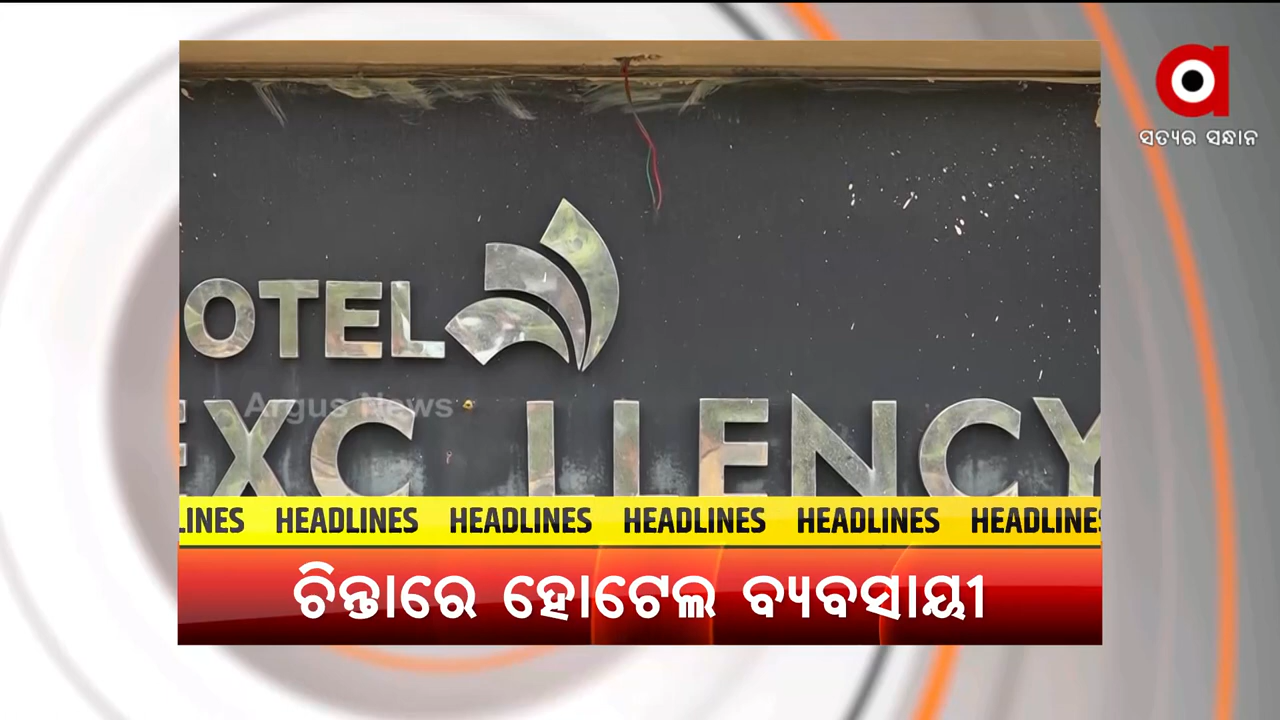 ସତ୍ୟର ସନ୍ଧାନ
OTEL
Argus News
EXC LLENCY
LINES HEADLINES HEADLINES HEADLINES HEADLINES HEADLINES
ଚିନ୍ତାରେ ହୋଟେଲ ବ୍ୟବସାୟୀ